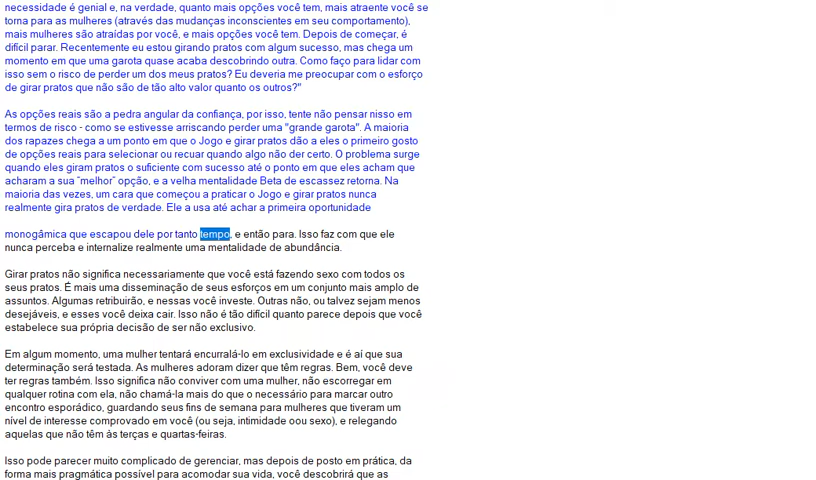 necessidade é genial e, na verdade, quanto mais opções você tem, mais atraente você se
torna para as mulheres (através das mudanças inconscientes em seu comportamento),
mais mulheres são atraídas por você, e mais opções você tem. Depois de começar, é
difícil parar. Recentemente eu estou girando pratos com algum sucesso, mas chega um
momento em que uma garota quase acaba descobrindo outra. Como faço para lidar com
isso sem o risco de perder um dos meus pratos? Eu deveria me preocupar com o esforço
de girar pratos que não são de tão alto valor quanto os outros?"
As opções reais são a pedra angular da confiança, por isso, tente não pensar nisso em
termos de risco - como se estivesse arriscando perder uma "grande garota". A maioria
dos rapazes chega a um ponto em que o Jogo e girar pratos dão a eles o primeiro gosto
de opções reais para selecionar ou recuar quando algo não der certo. O problema surge
quando eles giram pratos o suficiente com sucesso até o ponto em que eles acham que
acharam a sua ¨melhor¨ opção, e a velha mentalidade Beta de escassez retorna. Na
maioria das vezes, um cara que começou a praticar o Jogo e girar pratos nunca
realmente gira pratos de verdade. Ele a usa até achar a primeira oportunidade
monogâmica que escapou dele por tanto tempo, e então para. Isso faz com que ele
nunca perceba e internalize realmente uma mentalidade de abundância.
Girar pratos não significa necessariamente que você está fazendo sexo com todos os
seus pratos. É mais uma disseminação de seus esforços em um conjunto mais amplo de
assuntos. Algumas retribuirão, e nessas você investe. Outras não, ou talvez sejam menos
desejáveis, e esses você deixa cair. Isso não é tão difícil quanto parece depois que você
estabelece sua própria decisão de ser não exclusivo.
Em algum momento, uma mulher tentará encurralá-lo em exclusividade e é aí que sua
determinação será testada. As mulheres adoram dizer que têm regras. Bem, você deve
ter regras também. Isso significa não conviver com uma mulher, não escorregar em
qualquer rotina com ela, não chamá-la mais do que o necessário para marcar outro
encontro esporádico, guardando seus fins de semana para mulheres que tiveram um
nível de interesse comprovado em você (ou seja, intimidade oou sexo), e relegando
aquelas que não têm às terças e quartas-feiras.
Isso pode parecer muito complicado de gerenciar, mas depois de posto em prática, da
forma mais pragmática possível para acomodar sua vida, você descobrirá que as